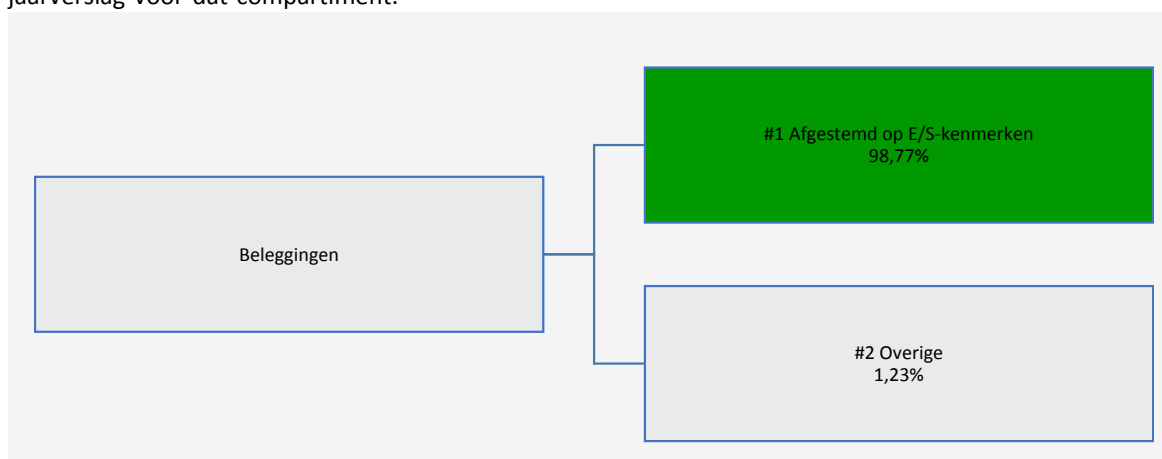 jaarverslag voor dat compartiment.
#1 Afgestemd op E/S-kenmerken
98,77%
Beleggingen
#2 Overige
1,23%